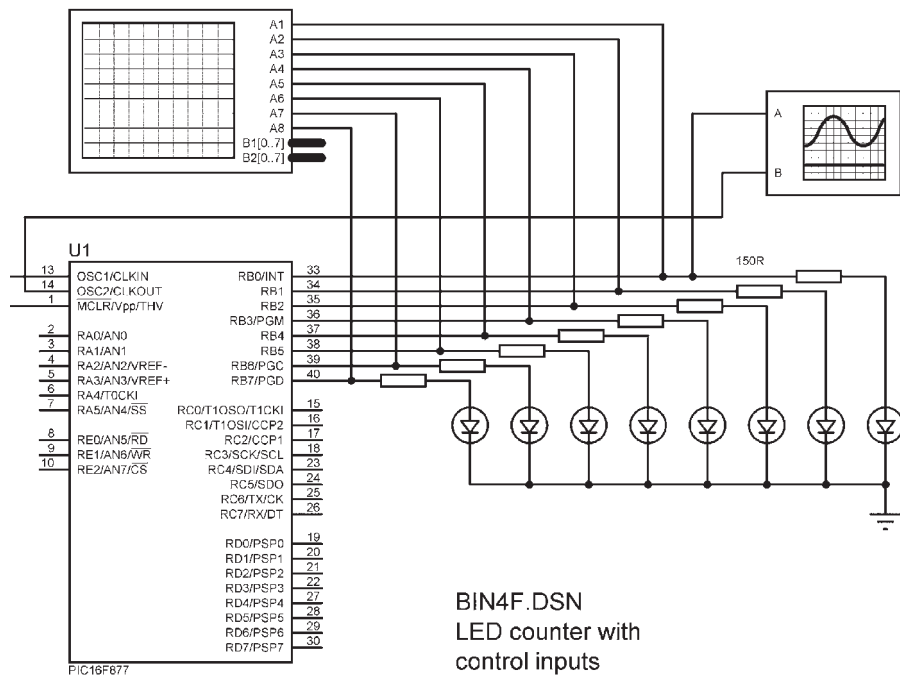 A1
A2
A3
A4
A5
A6
A7
A8
B1[0..7]
B2[0..7]
A
B
U1
13 OSC1/CLKIN RB0/INT 33
14 OSC2/CLKOUT RB1 34
1 MCLR/Vpp/THV RB2 35
RB3/PGM 36
2 RA0/AN0 RB4 37
3 RA1/AN1 RB5 38
4 RA2/AN2/VREF- RB6/PGC 39
5 RA3/AN3/VREF+ RB7/PGD 40
6 RA4/T0CKI
7 RA5/AN4/SS RC0/T1OSO/T1CKI 15
RC1/T1OSI/CCP2 16
8 RE0/AN5/RD RC2/CCP1 17
9 RE1/AN6/WR RC3/SCK/SCL 18
10 RE2/AN7/CS RC4/SDI/SDA 23
RC5/SDO 24
RC6/TX/CK 25
RC7/RX/DT 26
RD0/PSP0 19
RD1/PSP1 20
RD2/PSP2 21
RD3/PSP3 22
RD4/PSP4 27
RD5/PSP5 28
RD6/PSP6 29
RD7/PSP7 30
PIC16F877
150R
BIN4F.DSN
LED counter with
control inputs